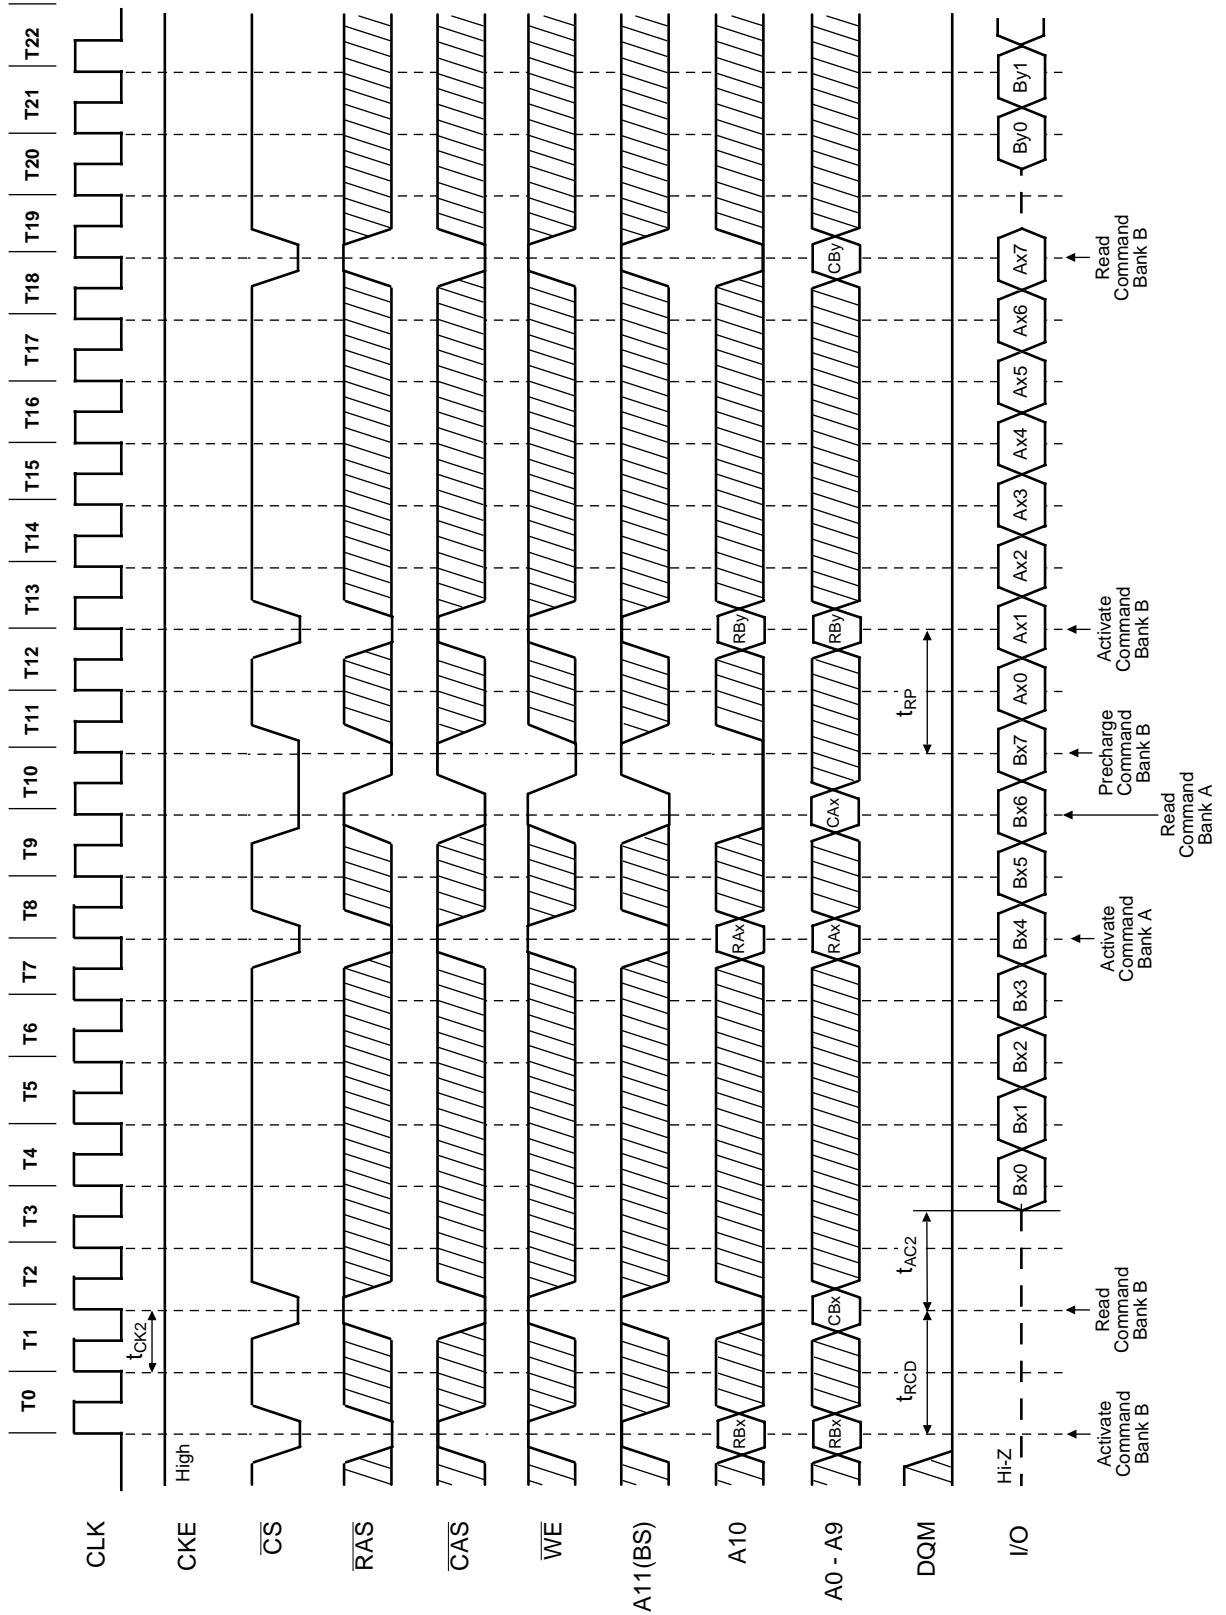 T0 T1 T2 T3 T4 T5 T6 T7 T8 T9 T10 T11 T12 T13 T14 T15 T16 T17 T18 T19 T20 T21 T22
CLK
tCK2
CKE
High
CS
RAS
CAS
WE
A11(BS)
A10
RBx RAx RBy
A0 - A9
RBx CBx RAx CAx RBy CBy
DQM
tRCD tAC2 tRP
I/O
Hi-Z Bx0 Bx1 Bx2 Bx3 Bx4 Bx5 Bx6 Bx7 Ax0 Ax1 Ax2 Ax3 Ax4 Ax5 Ax6 Ax7 By0 By1
Activate
Command
Bank B
Read
Command
Bank B
Activate
Command
Bank A
Read
Command
Bank A
Precharge
Command
Bank B
Activate
Command
Bank B
Read
Command
Bank B